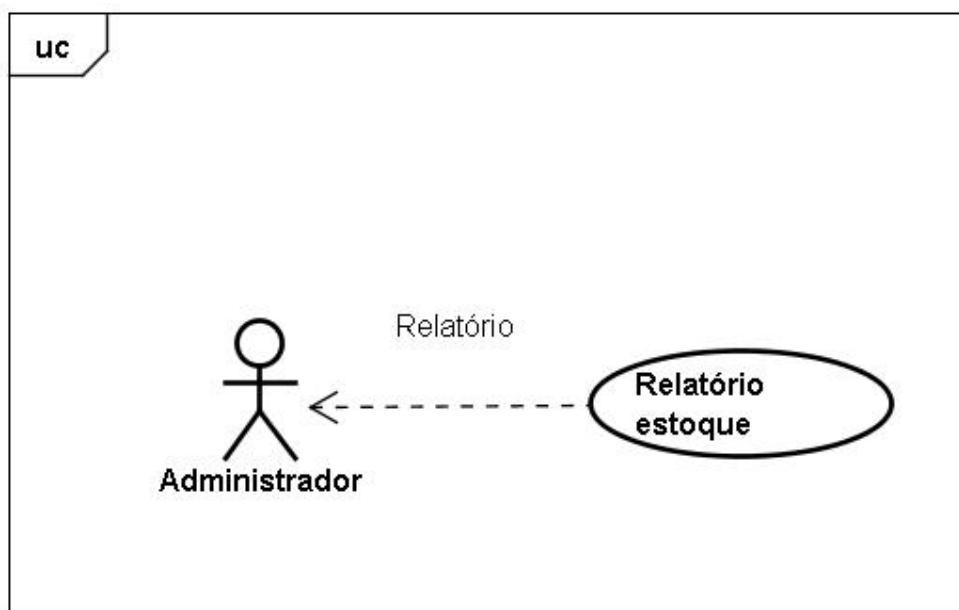 uc
Relatório
Relatório
estoque
Administrador